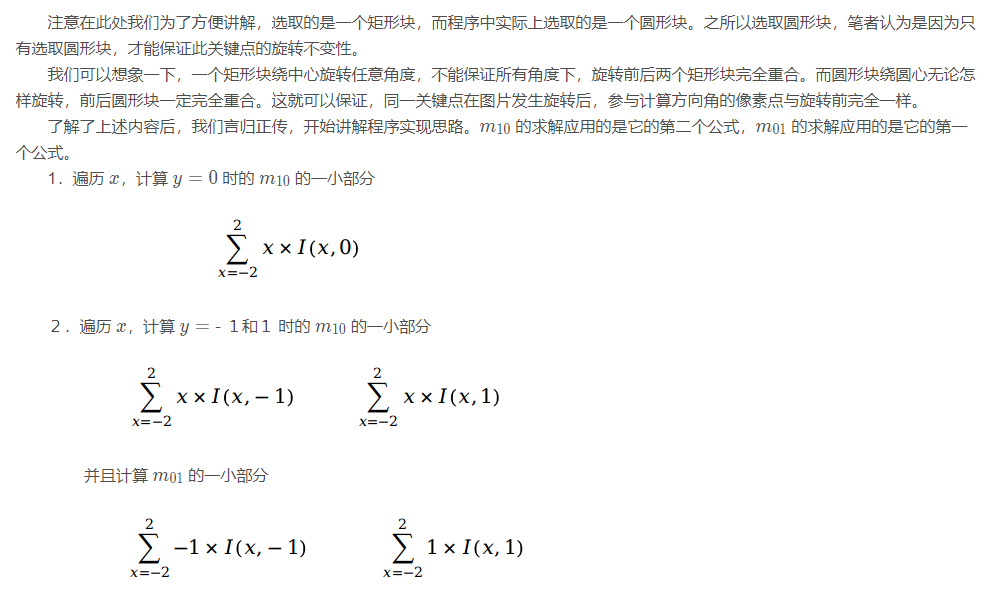 注意在此处我们为了方便讲解，选取的是一个矩形块，而程序中实际上选取的是一个圆形块。之所以选取圆形块，笔者认为是因为只
有选取圆形块，才能保证此关键点的旋转不变性。
我们可以想象一下，一个矩形块绕中心旋转任意角度，不能保证所有角度下，旋转前后两个矩形块完全重合。而圆形块绕圆心无论怎
样旋转，前后圆形块一定完全重合。这就可以保证，同一关键点在图片发生旋转后，参与计算方向角的像素点与旋转前完全一样。
了解了上述内容后，我们言归正传，开始讲解程序实现思路。$m_{10}$ 的求解应用的是它的第二个公式，$m_{01}$ 的求解应用的是它的第一
个公式。
1．遍历 $x$，计算 $y = 0$ 时的 $m_{10}$ 的一小部分
$\sum_{x=-2}^{2} x \times I(x, 0)$
２．遍历 $x$，计算 $y =$ - １和１ 时的 $m_{10}$ 的一小部分
$\sum_{x=-2}^{2} x \times I(x, -1)$ $\sum_{x=-2}^{2} x \times I(x, 1)$
并且计算 $m_{01}$ 的一小部分
$\sum_{x=-2}^{2} -1 \times I(x, -1)$ $\sum_{x=-2}^{2} 1 \times I(x, 1)$